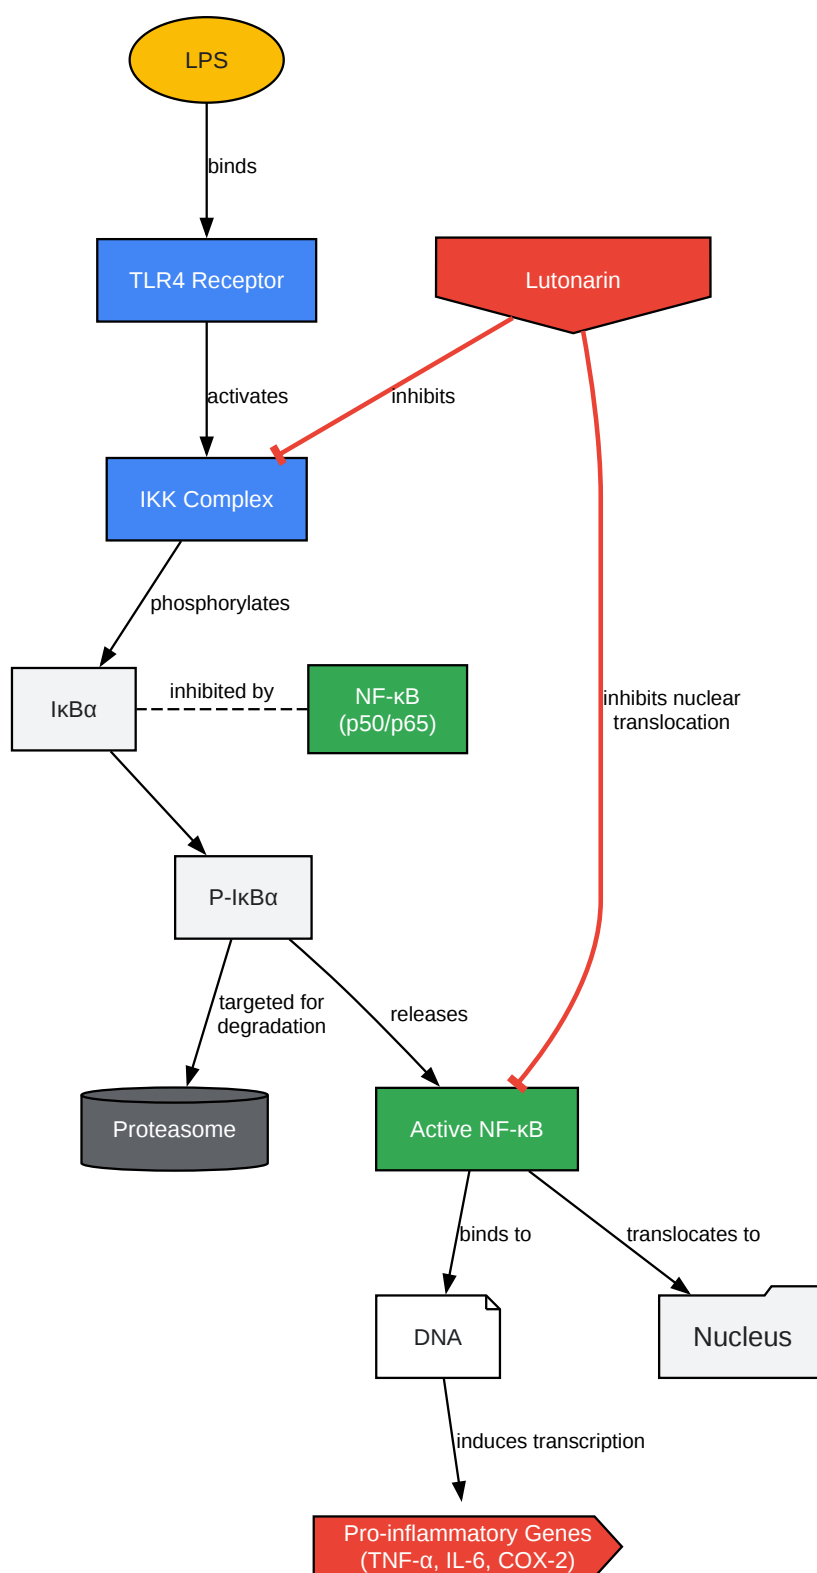 LPS
binds
TLR4 Receptor
Lutonarin
activates
inhibits
IKK Complex
phosphorylates
IκBα
inhibited by
NF-κB
(p50/p65)
inhibits nuclear
translocation
P-IκBα
targeted for
degradation
releases
Proteasome
Active NF-κB
binds to
translocates to
DNA
Nucleus
induces transcription
Pro-inflammatory Genes
(TNF-α, IL-6, COX-2)